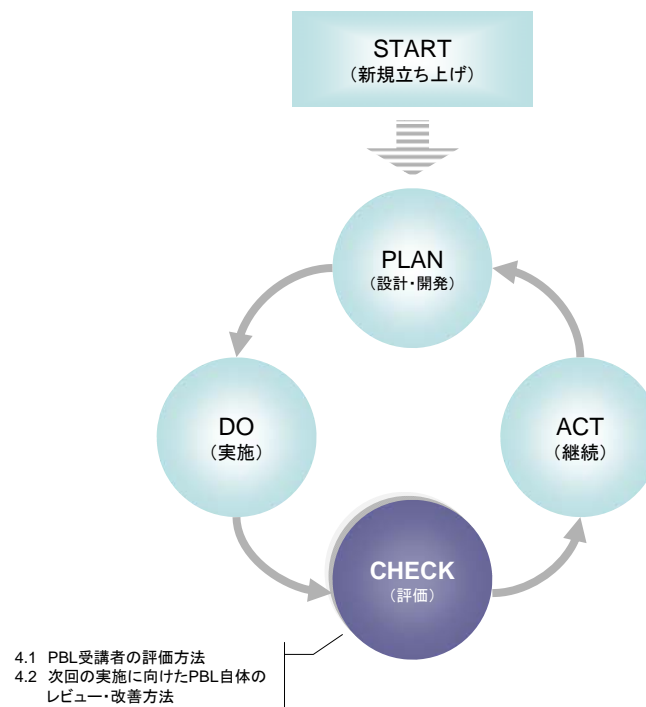 START
（新規立ち上げ）
PLAN
（設計・開発）
DO
（実施）
ACT
（継続）
CHECK
（評価）
4.1 PBL受講者の評価方法
4.2 次回の実施に向けたPBL自体の
レビュー・改善方法